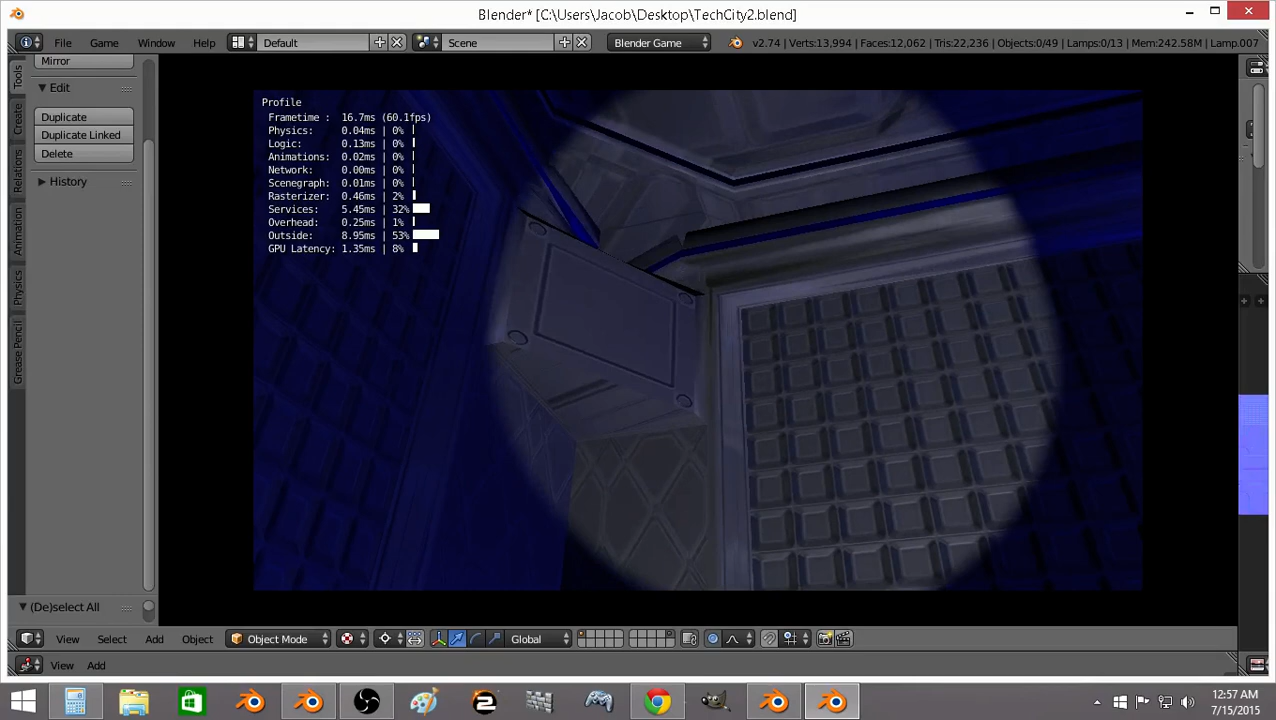 Blender* [C:\Users\Jacob\Desktop\TechCity2.blend]
File Game Window Help Default Scene Blender Game v2.74 | Verts:13,994 | Faces:12,062 | Tris:22,236 | Objects:0/49 | Lamps:0/13 | Mem:242.58M | Lamp.007
Mirror
Edit
Duplicate
Duplicate Linked
Delete
History
Tools
Create
Relations
Animation
Physics
Grease Pencil
Profile
Frametime : 16.7ms (60.1fps)
Physics: 0.04ms | 0%
Logic: 0.13ms | 0%
Animations: 0.02ms | 0%
Network: 0.00ms | 0%
Scenegraph: 0.01ms | 0%
Rasterizer: 0.46ms | 2%
Services: 5.45ms | 32%
Overhead: 0.25ms | 1%
Outside: 8.95ms | 53%
GPU Latency: 1.35ms | 8%
(De)select All
View Select Add Object Object Mode Global
View Add
12:57 AM
7/15/2015